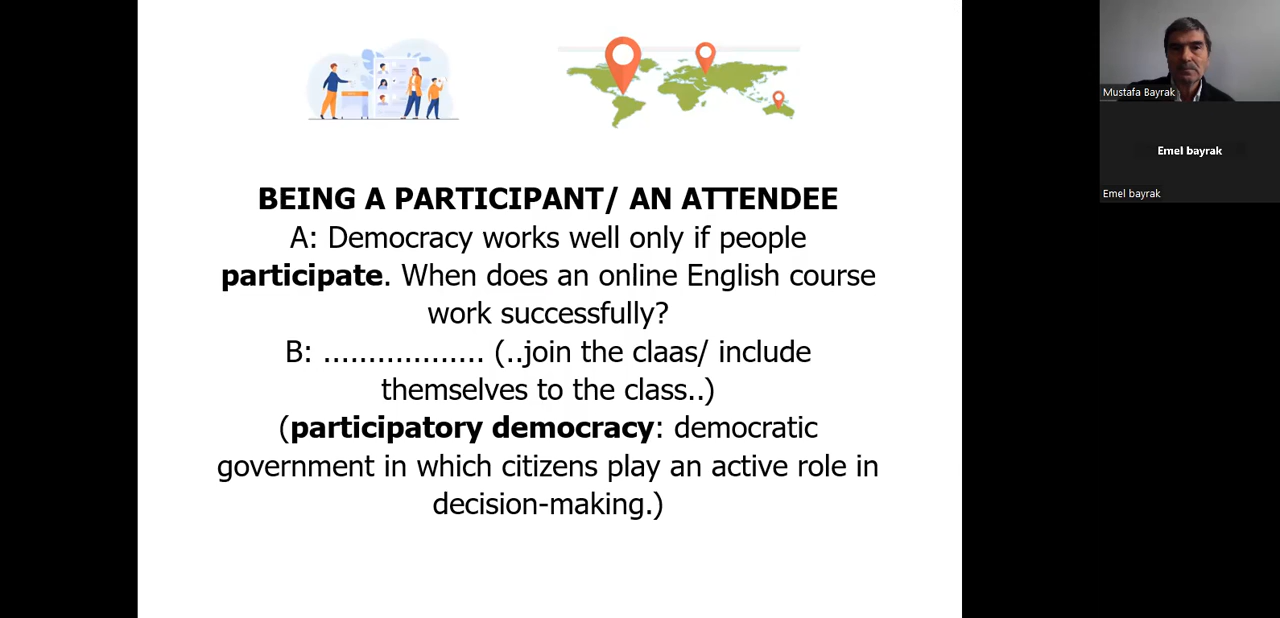 BEING A PARTICIPANT/ AN ATTENDEE
A: Democracy works well only if people
participate. When does an online English course
work successfully?
B: .................. (..join the claas/ include
themselves to the class..)
(participatory democracy: democratic
government in which citizens play an active role in
decision-making.)
Mustafa Bayrak
Emel bayrak
Emel bayrak